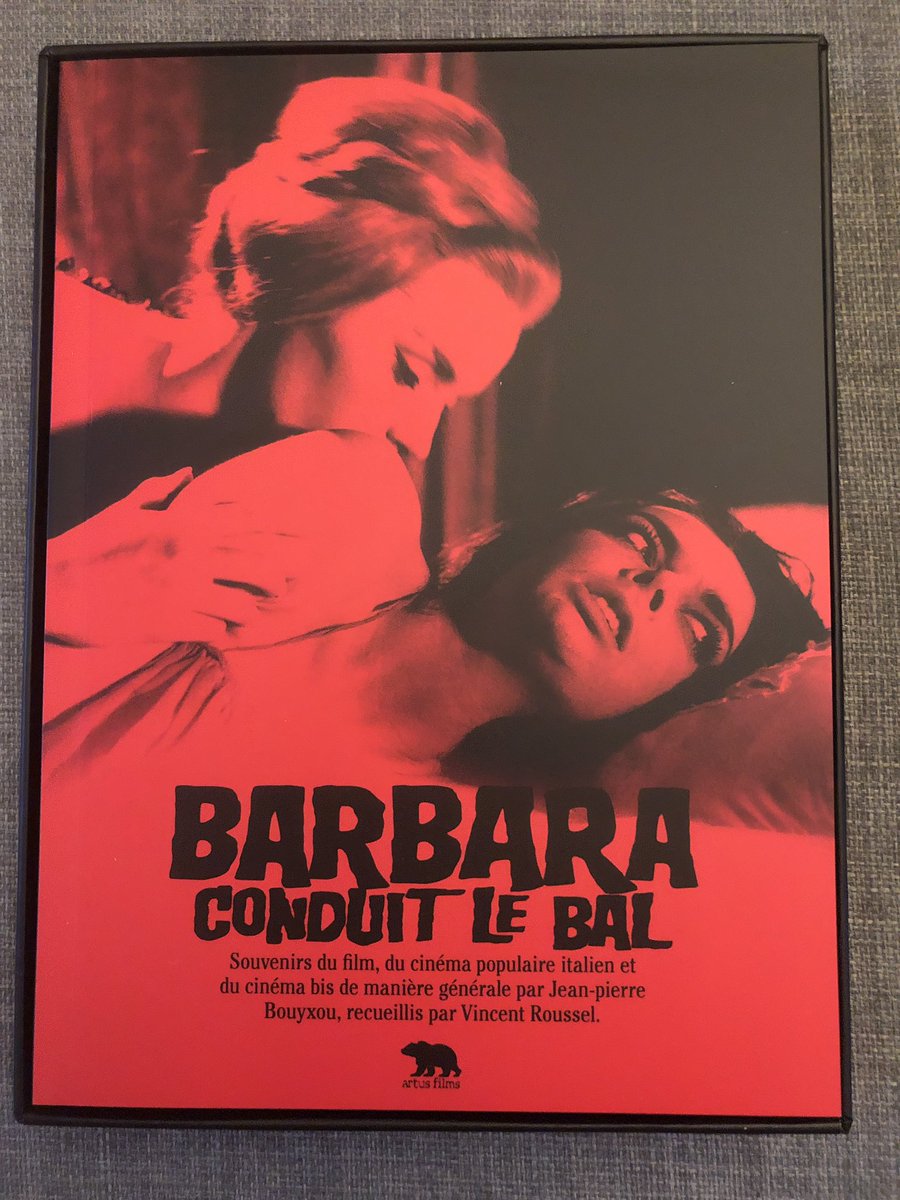 BARBARA
CONDUIT LE BAL
Souvenirs du film, du cinéma populaire italien et
du cinéma bis de manière générale par Jean-pierre
Bouyxou, recueillis par Vincent Roussel.
artus films